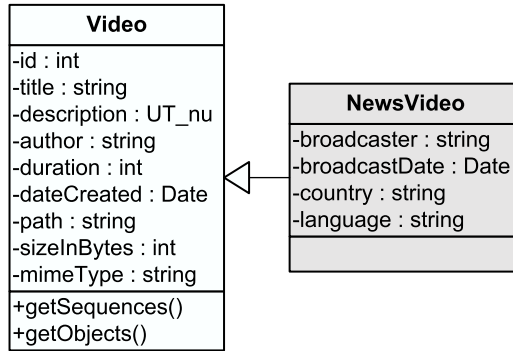 Video
-id : int
-title : string
-description : UT_nu
-author : string
-duration : int
-dateCreated : Date
-path : string
-sizeInBytes : int
-mimeType : string
+getSequences()
+getObjects()
NewsVideo
-broadcaster : string
-broadcastDate : Date
-country : string
-language : string